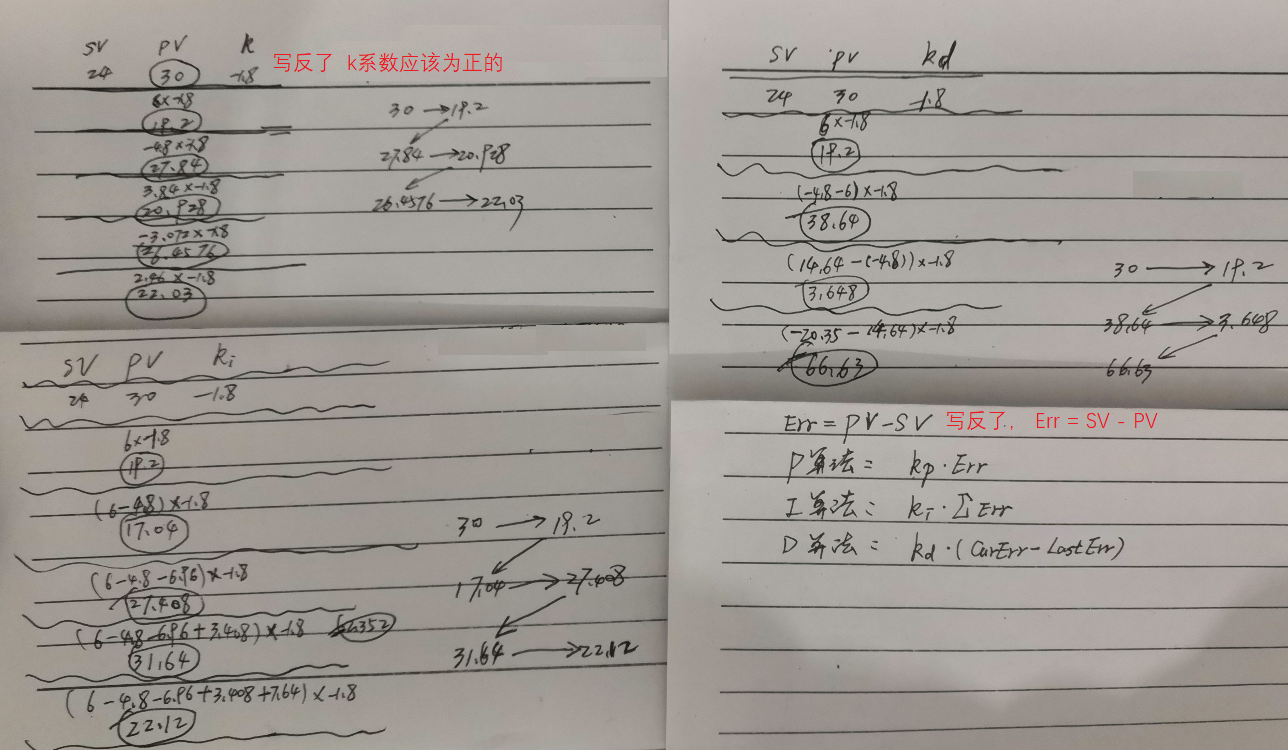 SV PV K
写反了 k系数应该为正的
24 30 -1.8
6×-1.8
19.2
-4.8×-1.8
27.84
3.84×-1.8
20.928
-3.072×-1.8
26.4576
2.46×-1.8
22.03
30 → 19.2
27.84 → 20.928
26.4576 → 22.03
SV PV Ki
24 30 -1.8
6×-1.8
19.2
(6-4.8)×-1.8
17.04
(6-4.8-6.96)×-1.8
27.408
(6-4.8-6.96+3.408)×-1.8
31.64
(6-4.8-6.96+3.408+7.64)×-1.8
22.12
30 → 19.2
17.04 → 27.408
31.64 → 22.12
SV PV Kd
24 30 -1.8
6×-1.8
19.2
(-4.8-6)×-1.8
38.64
(14.64-(-4.8))×-1.8
3.648
(-20.35-14.64)×-1.8
66.63
30 → 19.2
38.64 → 3.648
66.63
Err = PV-SV 写反了， Err = SV - PV
P算法= kp·Err
I算法= ki·ΣErr
D算法= kd·(CurErr-LastErr)